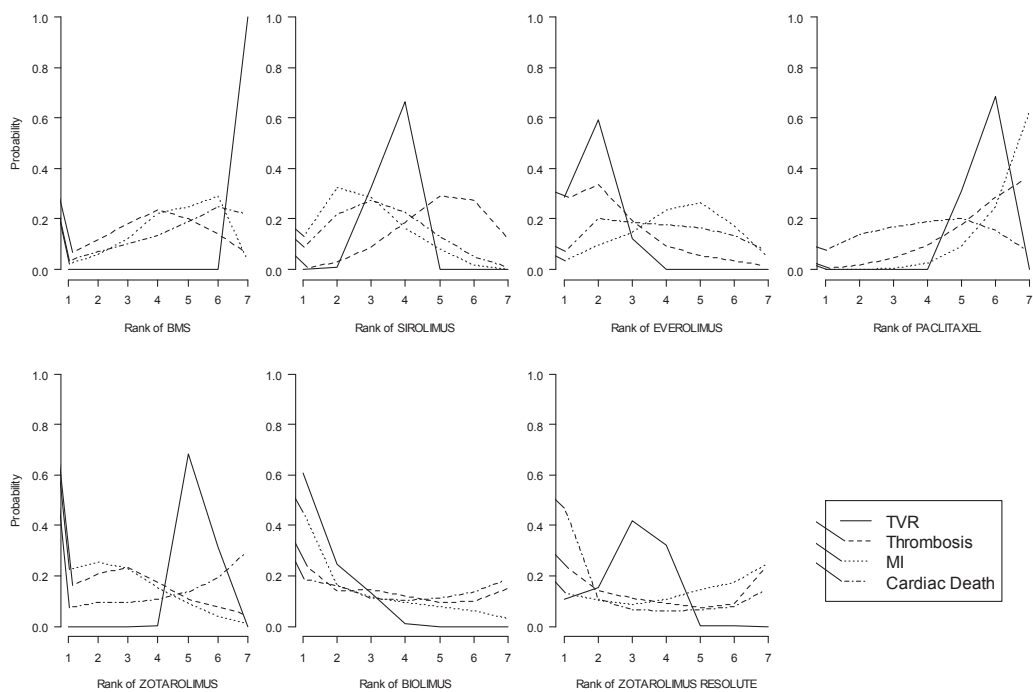 1.0 1.0 1.0 1.0
0.8 0.8 0.8 0.8
0.6 0.6 0.6 0.6
Probability
0.4 0.4 0.4 0.4
0.2 0.2 0.2 0.2
0.0 0.0 0.0 0.0
1 2 3 4 5 6 7 1 2 3 4 5 6 7 1 2 3 4 5 6 7 1 2 3 4 5 6 7
Rank of BMS Rank of SIROLIMUS Rank of EVEROLIMUS Rank of PACLITAXEL
1.0 1.0 1.0
0.8 0.8 0.8
0.6 0.6 0.6
Probability
0.4 0.4 0.4
0.2 0.2 0.2
0.0 0.0 0.0
1 2 3 4 5 6 7 1 2 3 4 5 6 7 1 2 3 4 5 6 7
Rank of ZOTAROLIMUS Rank of BIOLIMUS Rank of ZOTAROLIMUS RESOLUTE
TVR
Thrombosis
MI
Cardiac Death